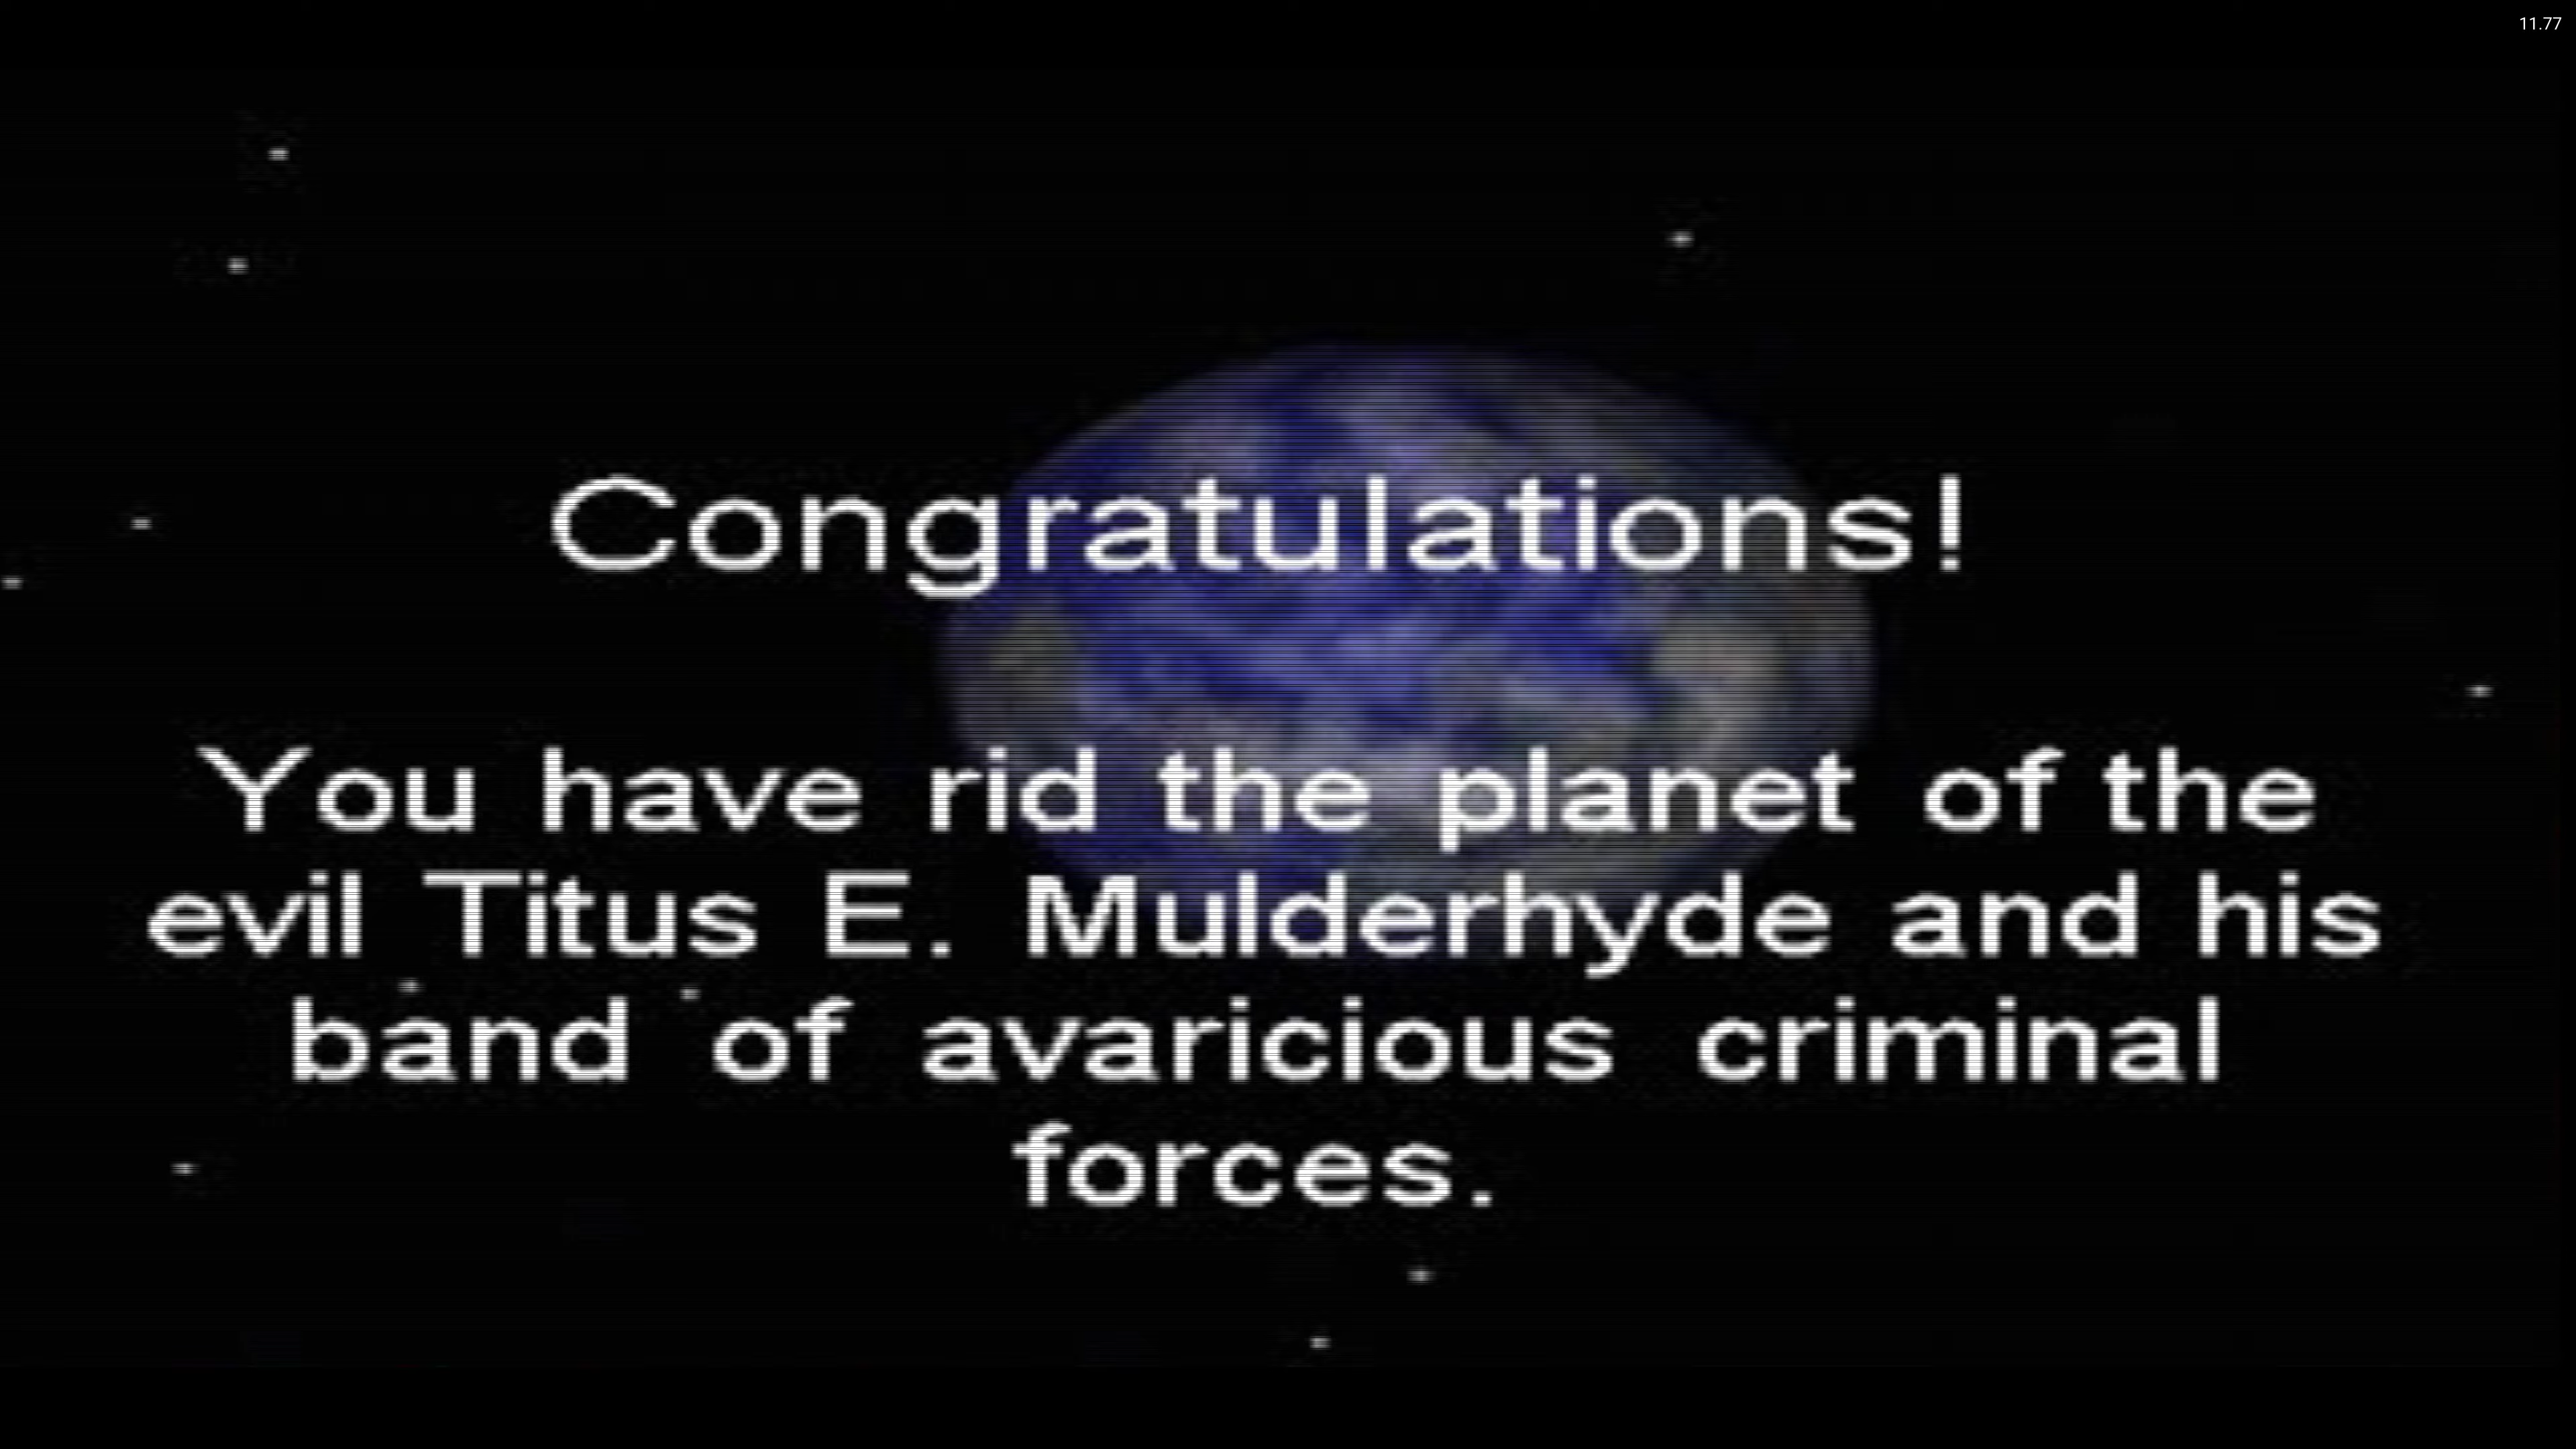 11.77
Congratulations!
You have rid the planet of the
evil Titus E. Mulderhyde and his
band of avaricious criminal
forces.